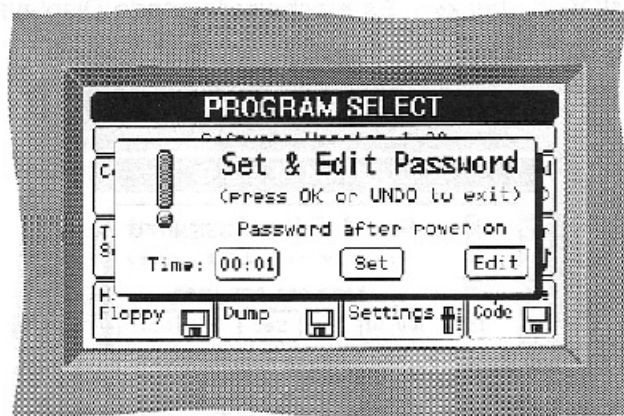 PROGRAM SELECT
Set & Edit Password
(press OK or UNDO to exit)
Password after power on
Time: 00:01 Set Edit
Floppy Dump Settings Code